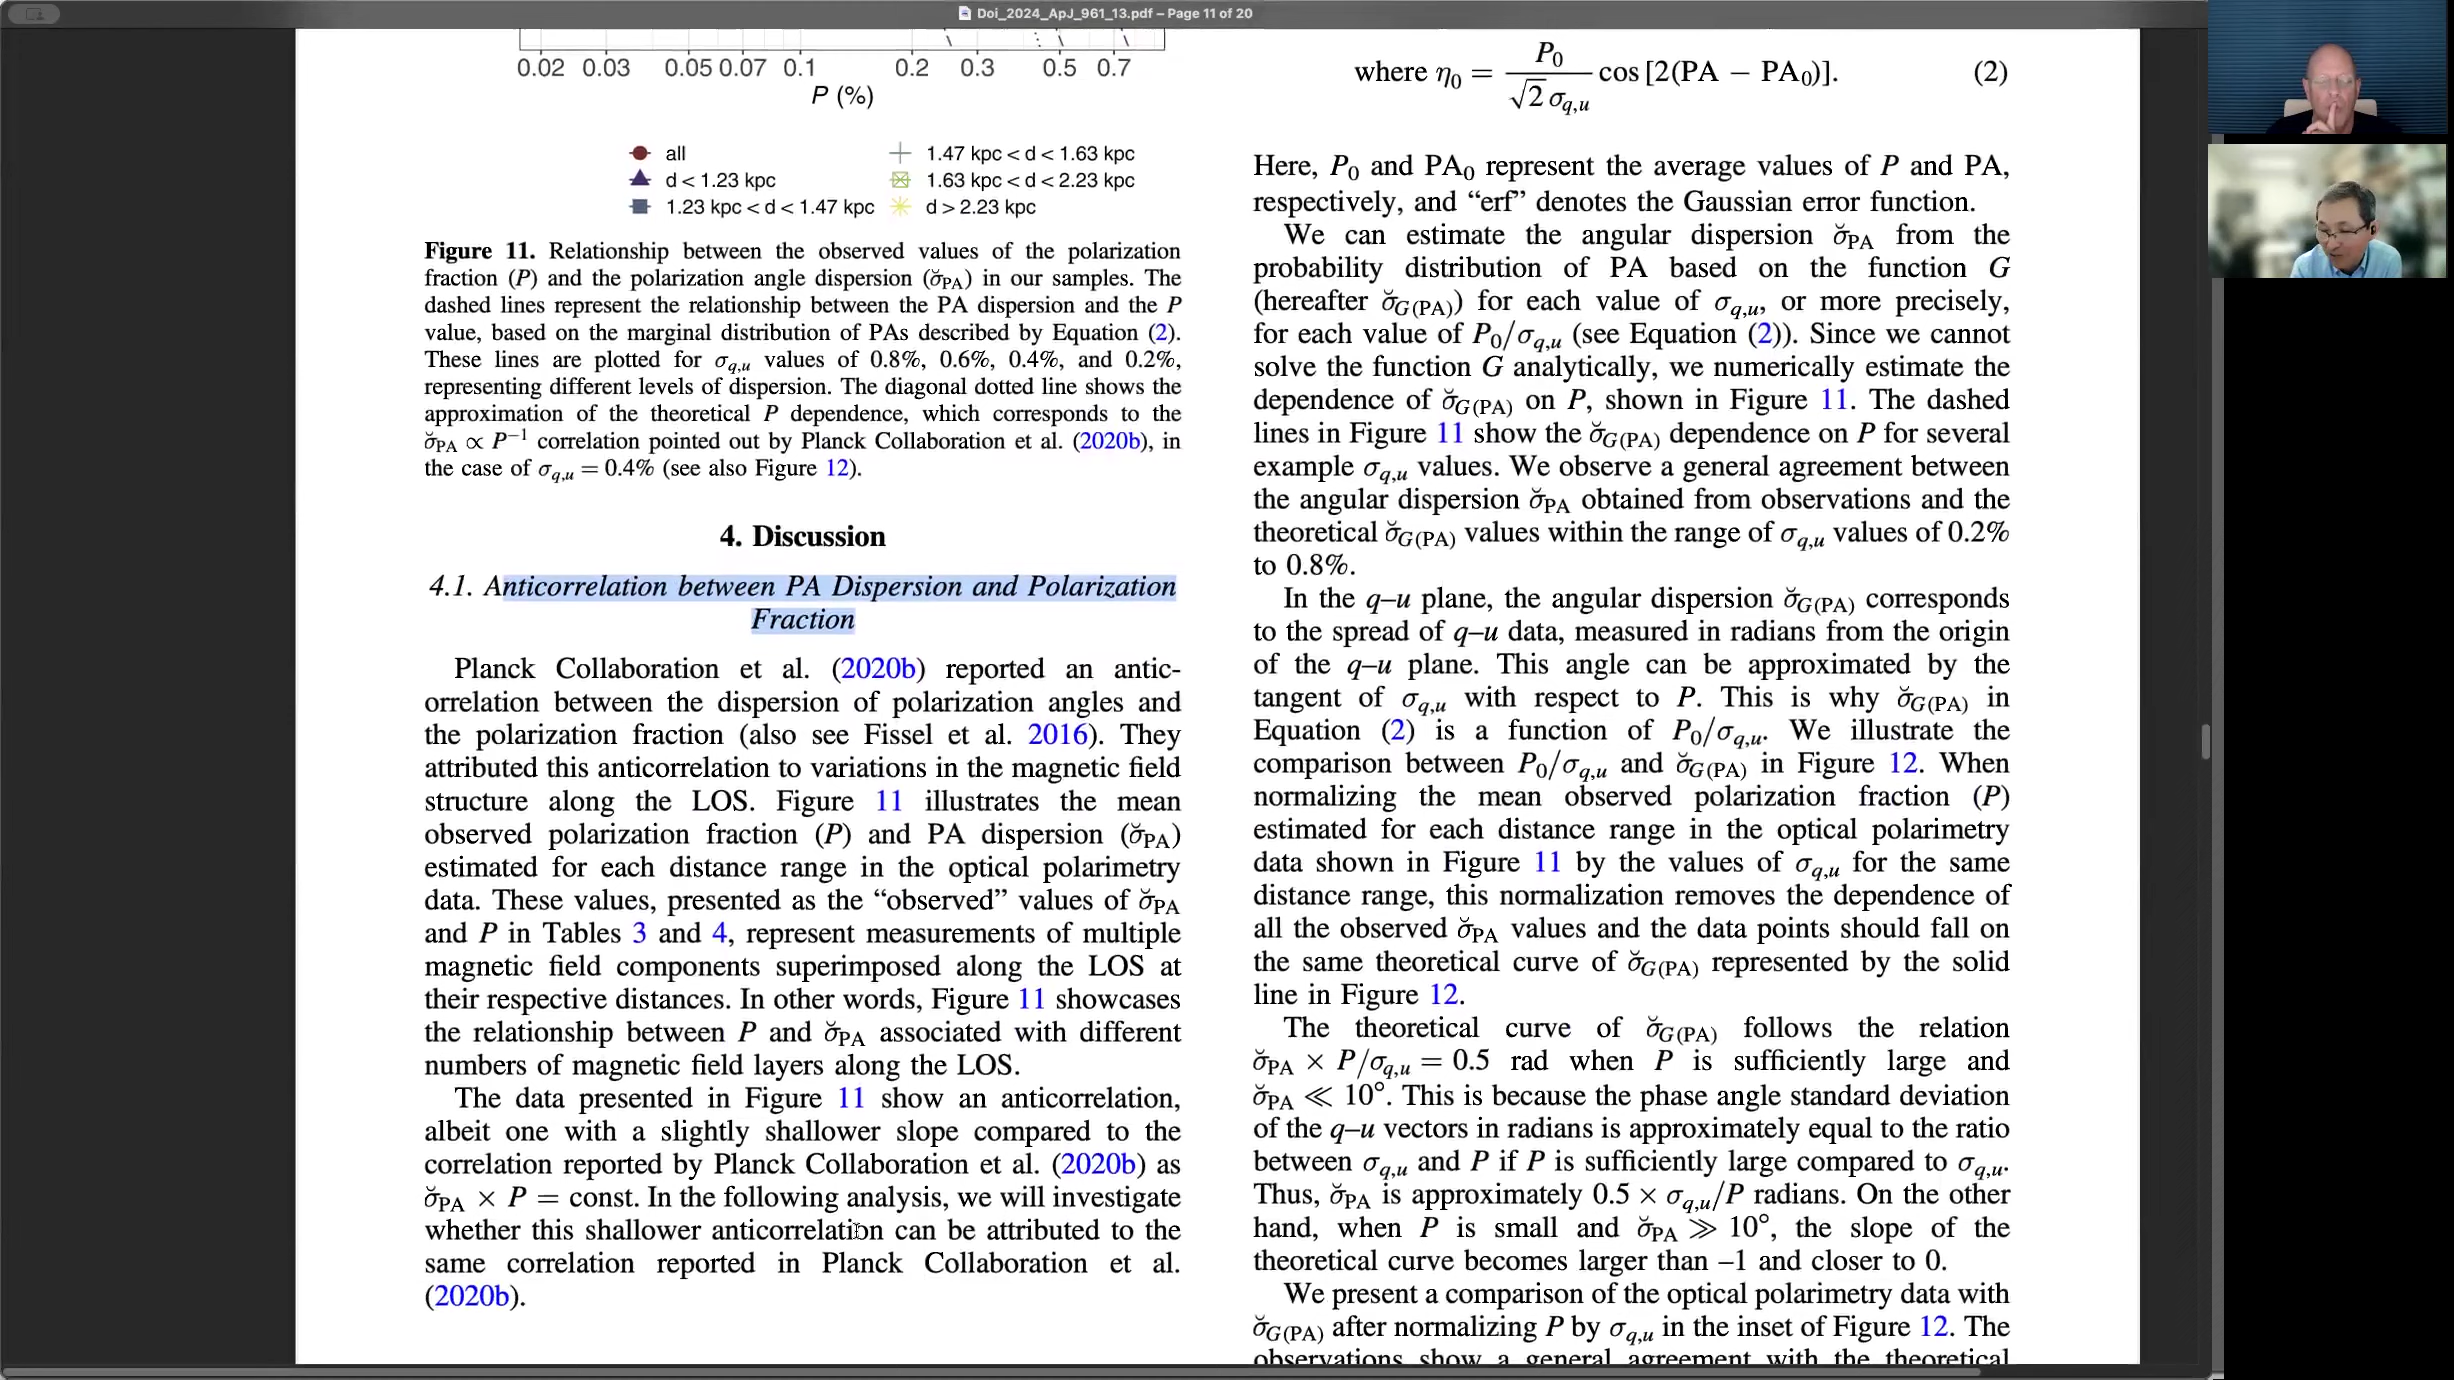 Doi_2024_ApJ_961_13.pdf – Page 11 of 20
0.02 0.03 0.05 0.07 0.1 0.2 0.3 0.5 0.7
P (%)
all
d < 1.23 kpc
1.23 kpc < d < 1.47 kpc
1.47 kpc < d < 1.63 kpc
1.63 kpc < d < 2.23 kpc
d > 2.23 kpc
Figure 11. Relationship between the observed values of the polarization
fraction (P) and the polarization angle dispersion (σ̆PA) in our samples. The
dashed lines represent the relationship between the PA dispersion and the P
value, based on the marginal distribution of PAs described by Equation (2).
These lines are plotted for σq,u values of 0.8%, 0.6%, 0.4%, and 0.2%,
representing different levels of dispersion. The diagonal dotted line shows the
approximation of the theoretical P dependence, which corresponds to the
σ̆PA ∝ P−1 correlation pointed out by Planck Collaboration et al. (2020b), in
the case of σq,u = 0.4% (see also Figure 12).
4. Discussion
4.1. Anticorrelation between PA Dispersion and Polarization
Fraction
Planck Collaboration et al. (2020b) reported an antic-
orrelation between the dispersion of polarization angles and
the polarization fraction (also see Fissel et al. 2016). They
attributed this anticorrelation to variations in the magnetic field
structure along the LOS. Figure 11 illustrates the mean
observed polarization fraction (P) and PA dispersion (σ̆PA)
estimated for each distance range in the optical polarimetry
data. These values, presented as the “observed” values of σ̆PA
and P in Tables 3 and 4, represent measurements of multiple
magnetic field components superimposed along the LOS at
their respective distances. In other words, Figure 11 showcases
the relationship between P and σ̆PA associated with different
numbers of magnetic field layers along the LOS.
The data presented in Figure 11 show an anticorrelation,
albeit one with a slightly shallower slope compared to the
correlation reported by Planck Collaboration et al. (2020b) as
σ̆PA × P = const. In the following analysis, we will investigate
whether this shallower anticorrelation can be attributed to the
same correlation reported in Planck Collaboration et al.
(2020b).
where η0 = P0 / √2 σq,u cos [2(PA − PA0)]. (2)
Here, P0 and PA0 represent the average values of P and PA,
respectively, and “erf” denotes the Gaussian error function.
We can estimate the angular dispersion σ̆PA from the
probability distribution of PA based on the function G
(hereafter σ̆G(PA)) for each value of σq,u, or more precisely,
for each value of P0/σq,u (see Equation (2)). Since we cannot
solve the function G analytically, we numerically estimate the
dependence of σ̆G(PA) on P, shown in Figure 11. The dashed
lines in Figure 11 show the σ̆G(PA) dependence on P for several
example σq,u values. We observe a general agreement between
the angular dispersion σ̆PA obtained from observations and the
theoretical σ̆G(PA) values within the range of σq,u values of 0.2%
to 0.8%.
In the q–u plane, the angular dispersion σ̆G(PA) corresponds
to the spread of q–u data, measured in radians from the origin
of the q–u plane. This angle can be approximated by the
tangent of σq,u with respect to P. This is why σ̆G(PA) in
Equation (2) is a function of P0/σq,u. We illustrate the
comparison between P0/σq,u and σ̆G(PA) in Figure 12. When
normalizing the mean observed polarization fraction (P)
estimated for each distance range in the optical polarimetry
data shown in Figure 11 by the values of σq,u for the same
distance range, this normalization removes the dependence of
all the observed σ̆PA values and the data points should fall on
the same theoretical curve of σ̆G(PA) represented by the solid
line in Figure 12.
The theoretical curve of σ̆G(PA) follows the relation
σ̆PA × P/σq,u = 0.5 rad when P is sufficiently large and
σ̆PA ≪ 10°. This is because the phase angle standard deviation
of the q–u vectors in radians is approximately equal to the ratio
between σq,u and P if P is sufficiently large compared to σq,u.
Thus, σ̆PA is approximately 0.5 × σq,u/P radians. On the other
hand, when P is small and σ̆PA ≫ 10°, the slope of the
theoretical curve becomes larger than –1 and closer to 0.
We present a comparison of the optical polarimetry data with
σ̆G(PA) after normalizing P by σq,u in the inset of Figure 12. The
observations show a general agreement with the theoretical